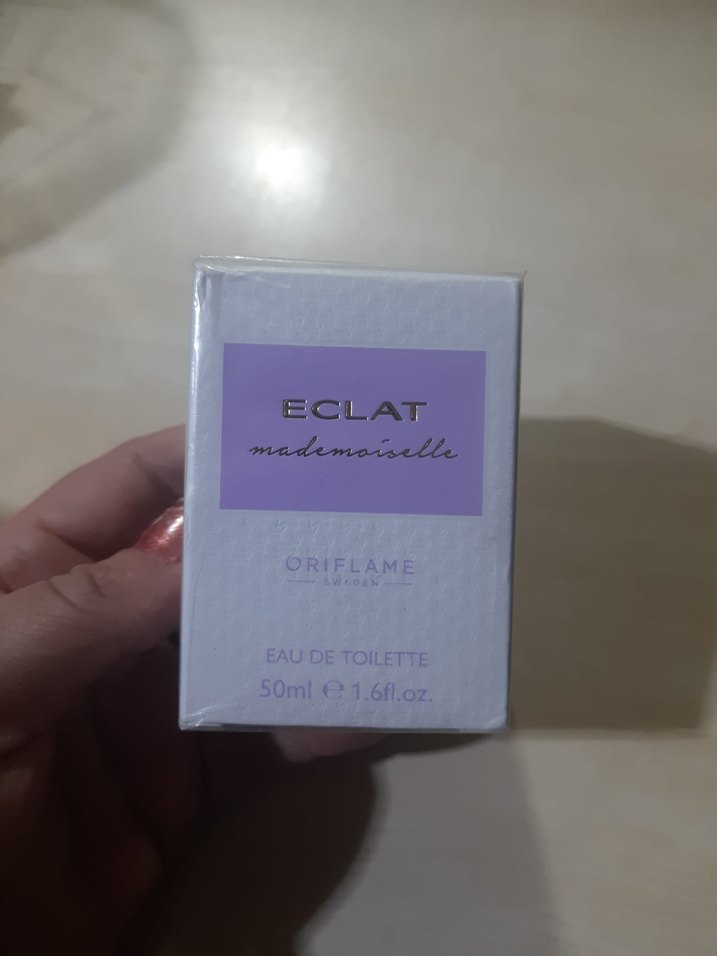 ECLAT
mademoiselle
ORIFLAME
SWEDEN
EAU DE TOILETTE
50ml ℮ 1.6fl.oz.